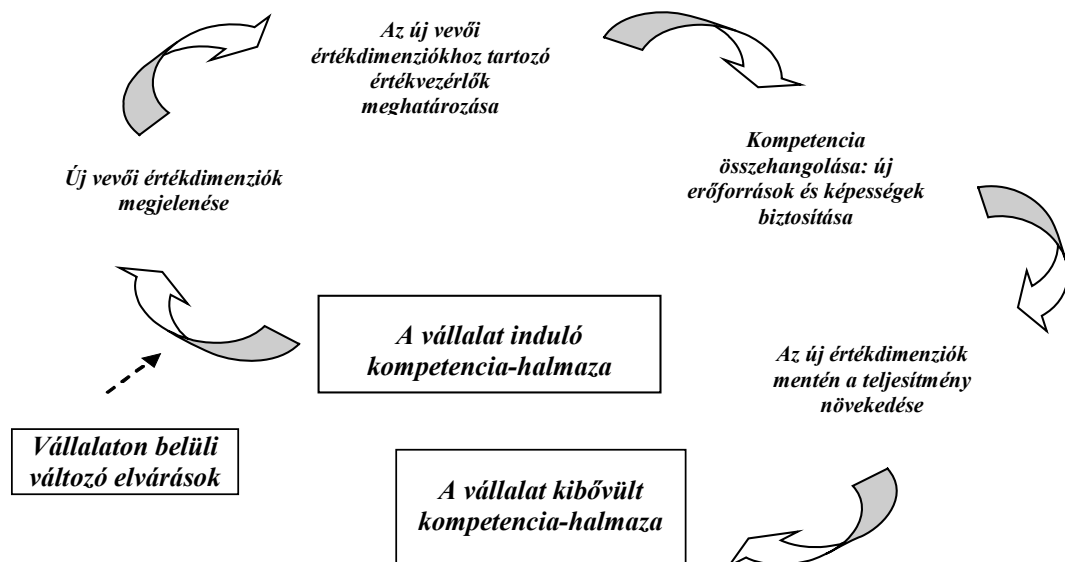 Az új vevői
értékdimenziókhoz tartozó
értékvezérlők
meghatározása
Kompetencia
összehangolása: új
erőforrások és képességek
biztosítása
Új vevői értékdimenziók
megjelenése
A vállalat induló
kompetencia-halmaza
Az új értékdimenziók
mentén a teljesítmény
növekedése
Vállalaton belüli
változó elvárások
A vállalat kibővült
kompetencia-halmaza